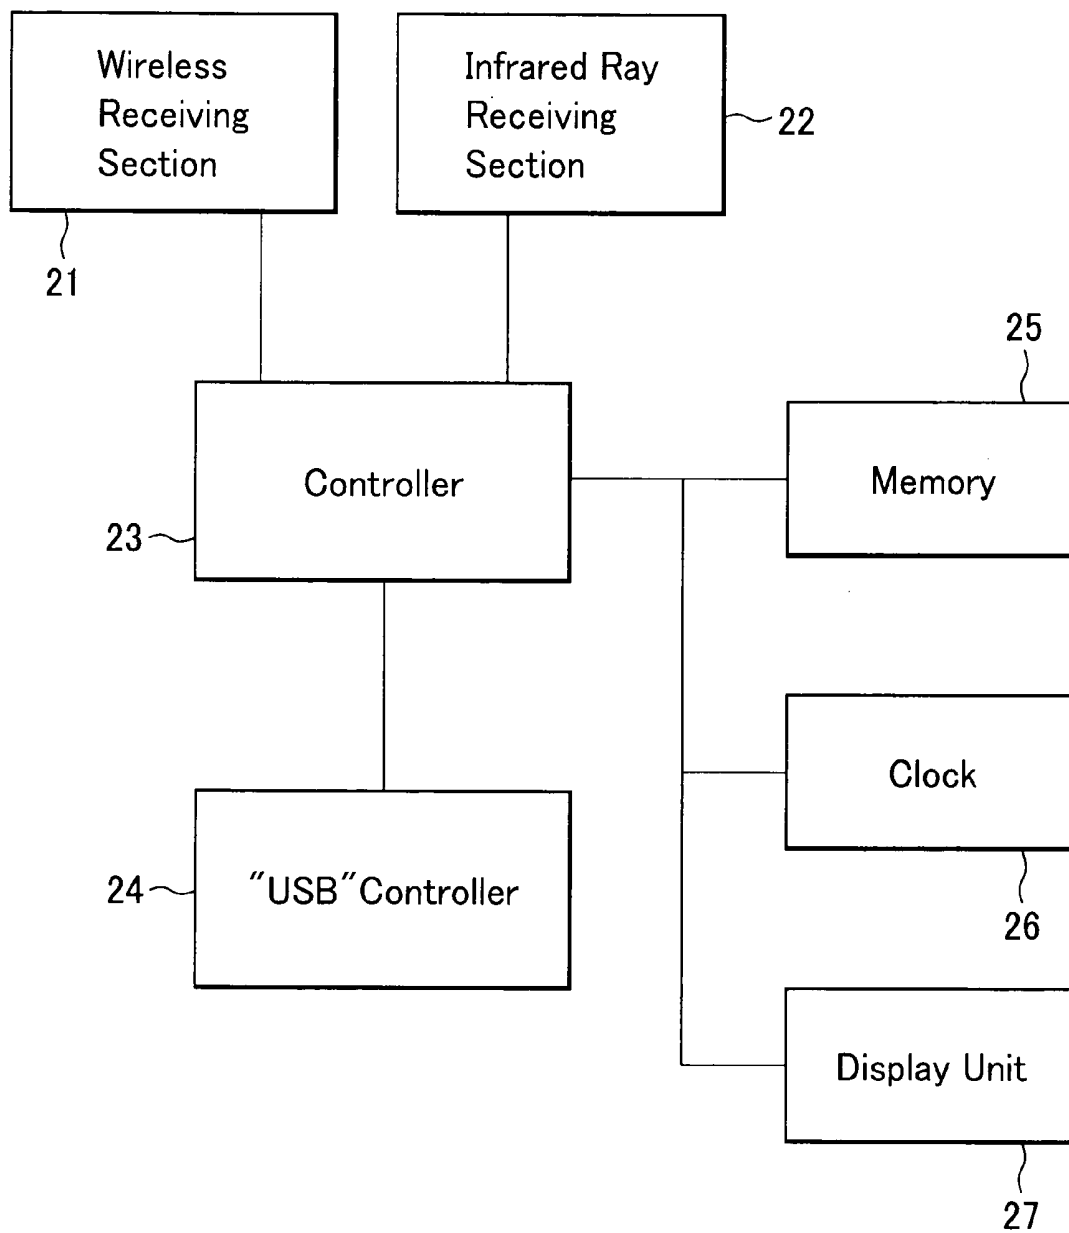 Wireless
Receiving
Section
21
Infrared Ray
Receiving
Section
22
Controller
23
25
Memory
Clock
26
24
"USB"Controller
Display Unit
27